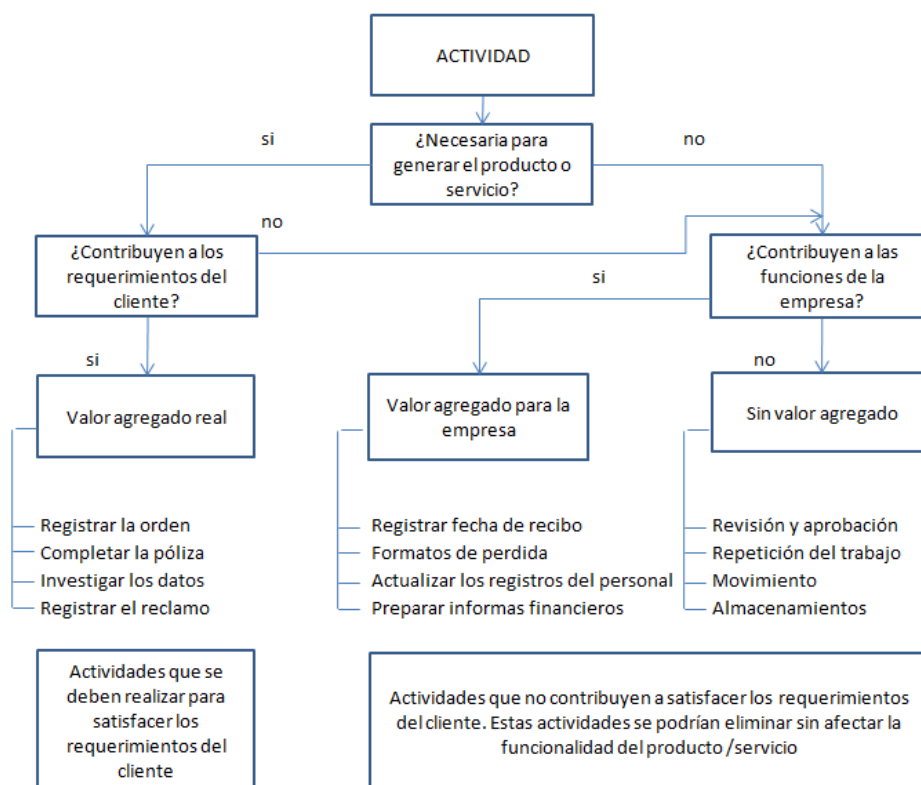 ACTIVIDAD
si
¿Necesaria para
generar el producto o
servicio?
no
¿Contribuyen a los
requerimientos del
cliente?
no
¿Contribuyen a las
funciones de la
empresa?
si
si
no
Valor agregado real
Valor agregado para la
empresa
Sin valor agregado
Registrar la orden
Completar la póliza
Investigar los datos
Registrar el reclamo
Registrar fecha de recibo
Formatos de perdida
Actualizar los registros del personal
Preparar informas financieros
Revisión y aprobación
Repetición del trabajo
Movimiento
Almacenamientos
Actividades que se
deben realizar para
satisfacer los
requerimientos del
cliente
Actividades que no contribuyen a satisfacer los requerimientos
del cliente. Estas actividades se podrían eliminar sin afectar la
funcionalidad del producto /servicio